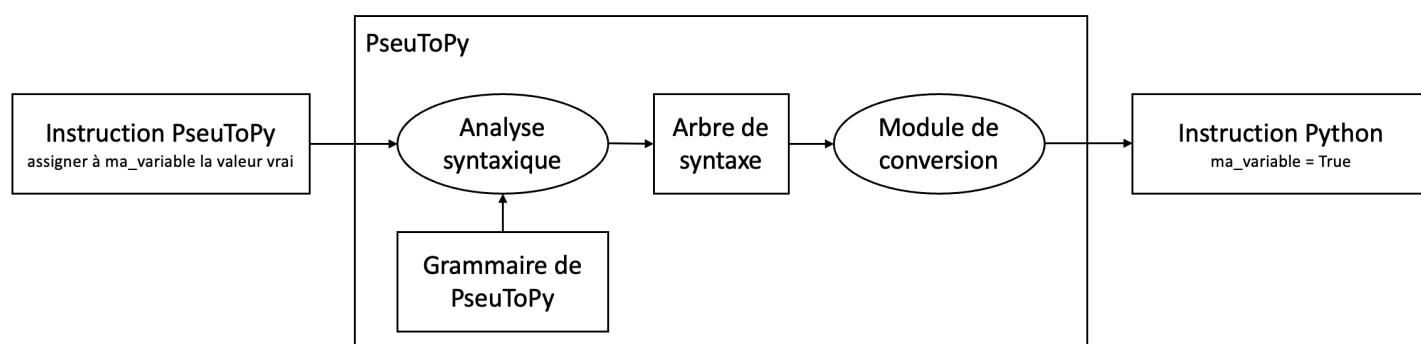 PseuToPy
Instruction PseuToPy
assigner à ma_variable la valeur vrai
Analyse
syntaxique
Arbre de
syntaxe
Module de
conversion
Instruction Python
ma_variable = True
Grammaire de
PseuToPy